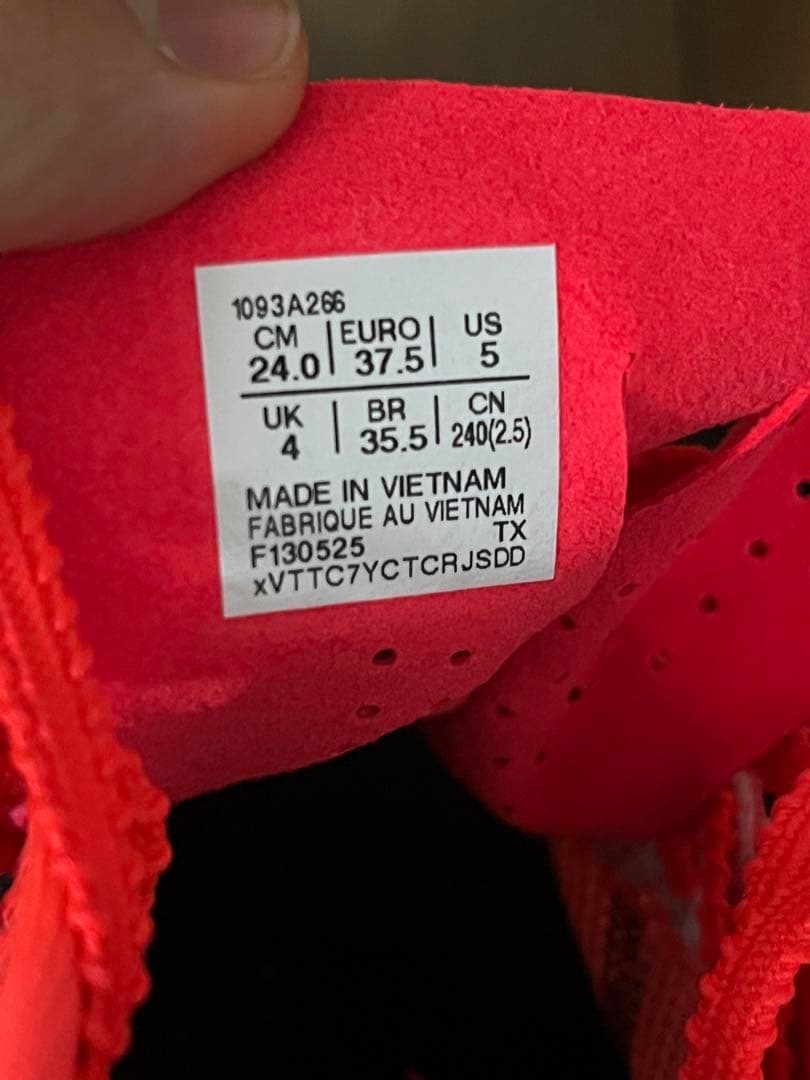 1093A266
CM | EURO | US
24.0 | 37.5 | 5
UK | BR | CN
4 | 35.5 | 240(2.5)
MADE IN VIETNAM
FABRIQUE AU VIETNAM
F130525 TX
xVTTC7YCTCRJSDD